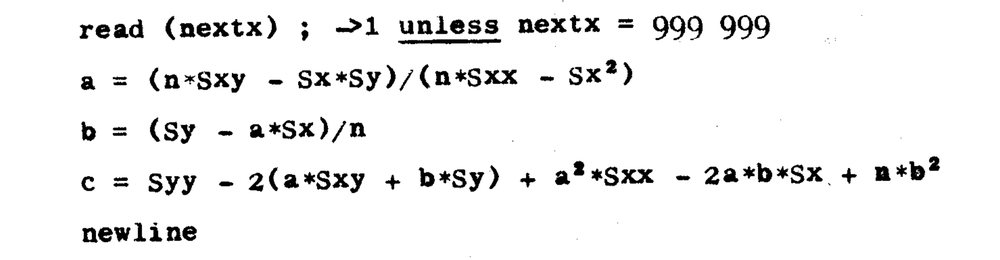 read (nextx) ; ->1 unless nextx = 999 999
a = (n*Sxy - Sx*Sy)/(n*Sxx - Sx²)
b = (Sy - a*Sx)/n
c = Syy - 2(a*Sxy + b*Sy) + a²*Sxx - 2a*b*Sx + n*b²
newline